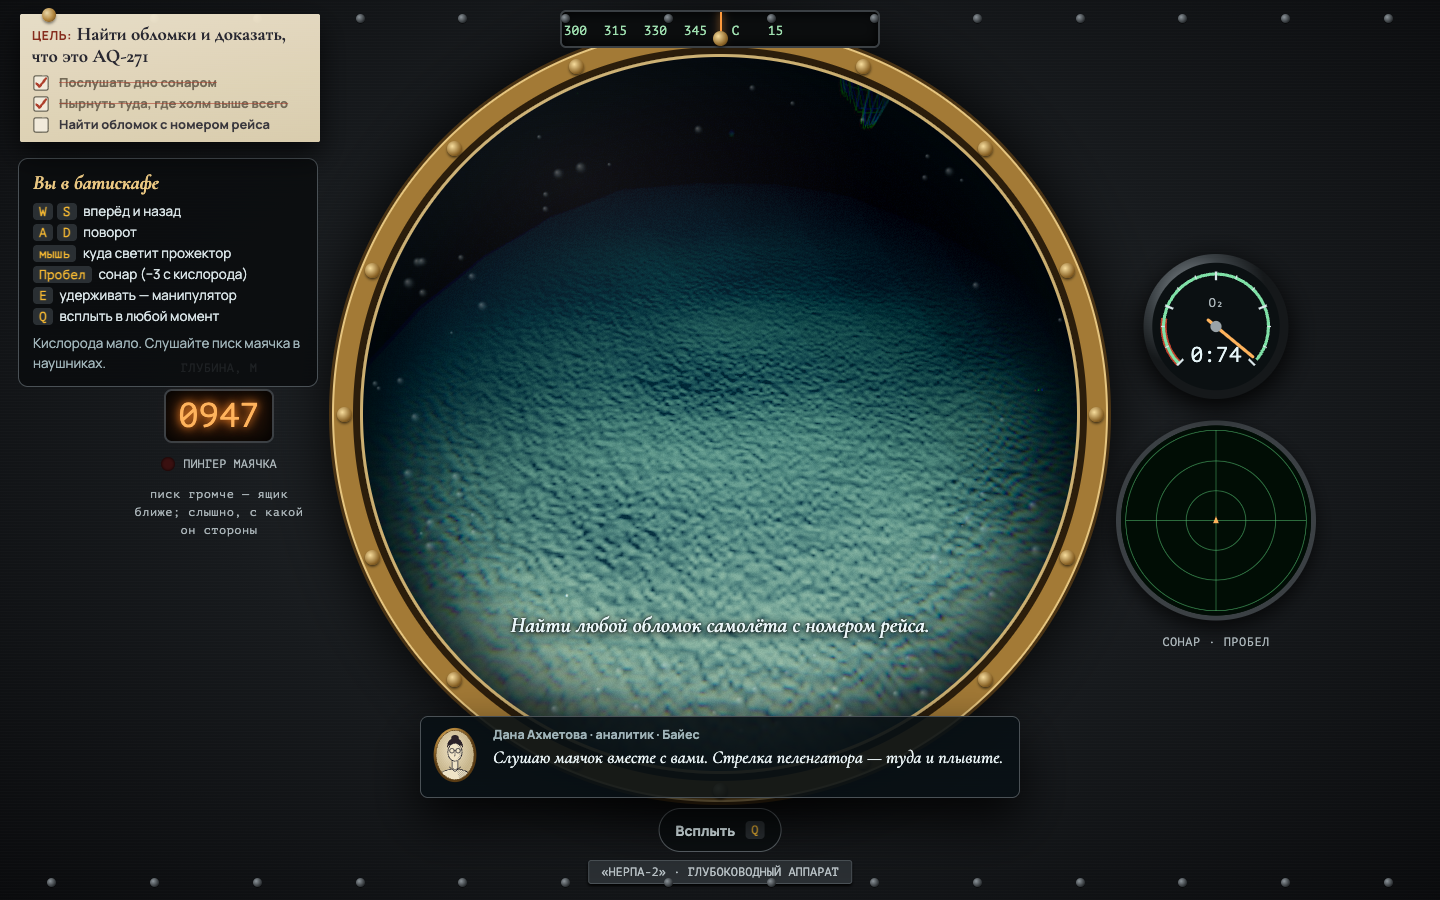 ЦЕЛЬ: Найти обломки и доказать,
что это AQ-271
Послушать дно сонаром
Нырнуть туда, где холм выше всего
Найти обломок с номером рейса
300 315 330 345 С 15
Вы в батискафе
W S вперёд и назад
A D поворот
мышь куда светит прожектор
Пробел сонар (−3 с кислорода)
E удерживать — манипулятор
Q всплыть в любой момент
Кислорода мало. Слушайте писк маячка в
наушниках.
ГЛУБИНА, М
0947
ПИНГЕР МАЯЧКА
писк громче — ящик
ближе; слышно, с какой
он стороны
O₂
0:74
СОНАР · ПРОБЕЛ
Найти любой обломок самолёта с номером рейса.
Дана Ахметова · аналитик · Байес
Слушаю маячок вместе с вами. Стрелка пеленгатора — туда и плывите.
Всплыть Q
«НЕРПА-2» · ГЛУБОКОВОДНЫЙ АППАРАТ